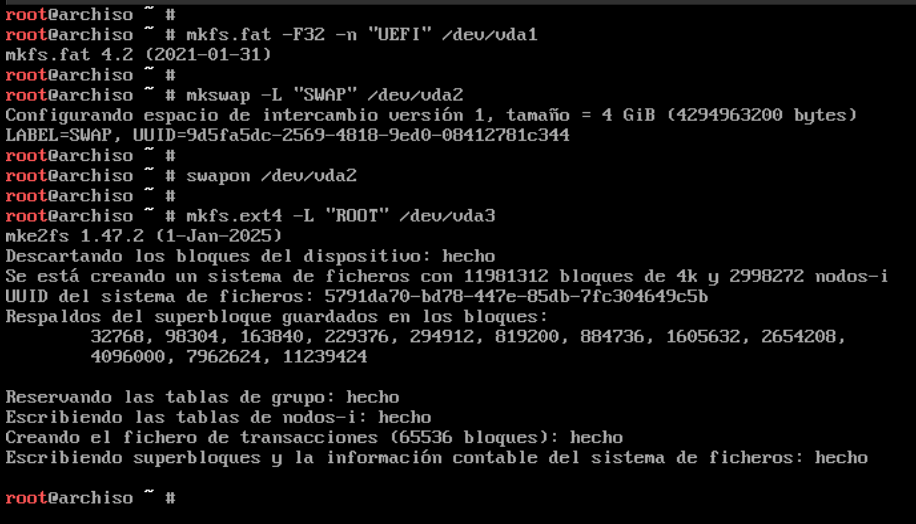 root@archiso ~ #
root@archiso ~ # mkfs.fat -F32 -n "UEFI" /dev/vda1
mkfs.fat 4.2 (2021-01-31)
root@archiso ~ #
root@archiso ~ # mkswap -L "SWAP" /dev/vda2
Configurando espacio de intercambio versión 1, tamaño = 4 GiB (4294963200 bytes)
LABEL=SWAP, UUID=9d5fa5dc-2569-4818-9ed0-08412781c344
root@archiso ~ #
root@archiso ~ # swapon /dev/vda2
root@archiso ~ #
root@archiso ~ # mkfs.ext4 -L "ROOT" /dev/vda3
mke2fs 1.47.2 (1-Jan-2025)
Descartando los bloques del dispositivo: hecho
Se está creando un sistema de ficheros con 11981312 bloques de 4k y 2998272 nodos-i
UUID del sistema de ficheros: 5791da70-bd78-447e-85db-7fc304649c5b
Respaldos del superbloque guardados en los bloques:
32768, 98304, 163840, 229376, 294912, 819200, 884736, 1605632, 2654208,
4096000, 7962624, 11239424
Reservando las tablas de grupo: hecho
Escribiendo las tablas de nodos-i: hecho
Creando el fichero de transacciones (65536 bloques): hecho
Escribiendo superbloques y la información contable del sistema de ficheros: hecho
root@archiso ~ #